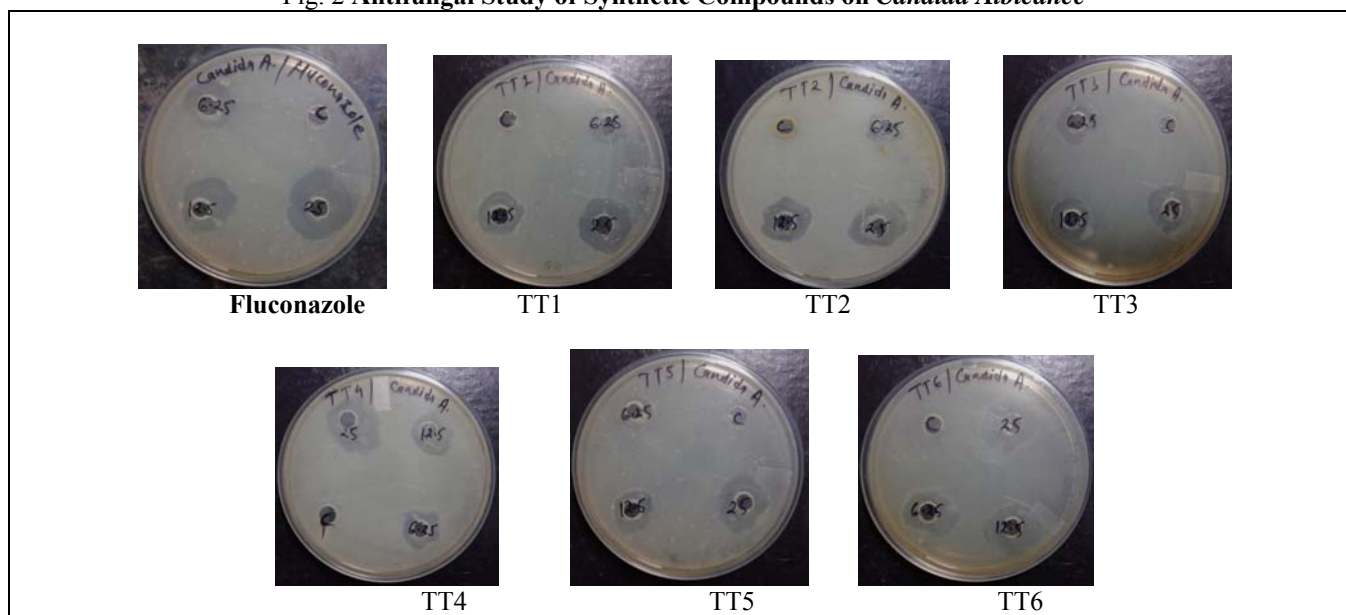 Fig. 2 Antifungal Study of Synthetic Compounds on Candida Albicance
Candida A. / Fluconazole
6.25 C
12.5 25
TT1 / Candida A.
C 6.25
12.5 25
TT2 / Candida A.
C 6.25
12.5 25
TT3 / Candida A.
6.25 C
12.5 25
Fluconazole TT1 TT2 TT3
TT4 / Candida A.
25 12.5
C 6.25
TT5 / Candida A.
6.25 C
12.5 25
TT6 / Candida A.
C 25
6.25 12.5
TT4 TT5 TT6